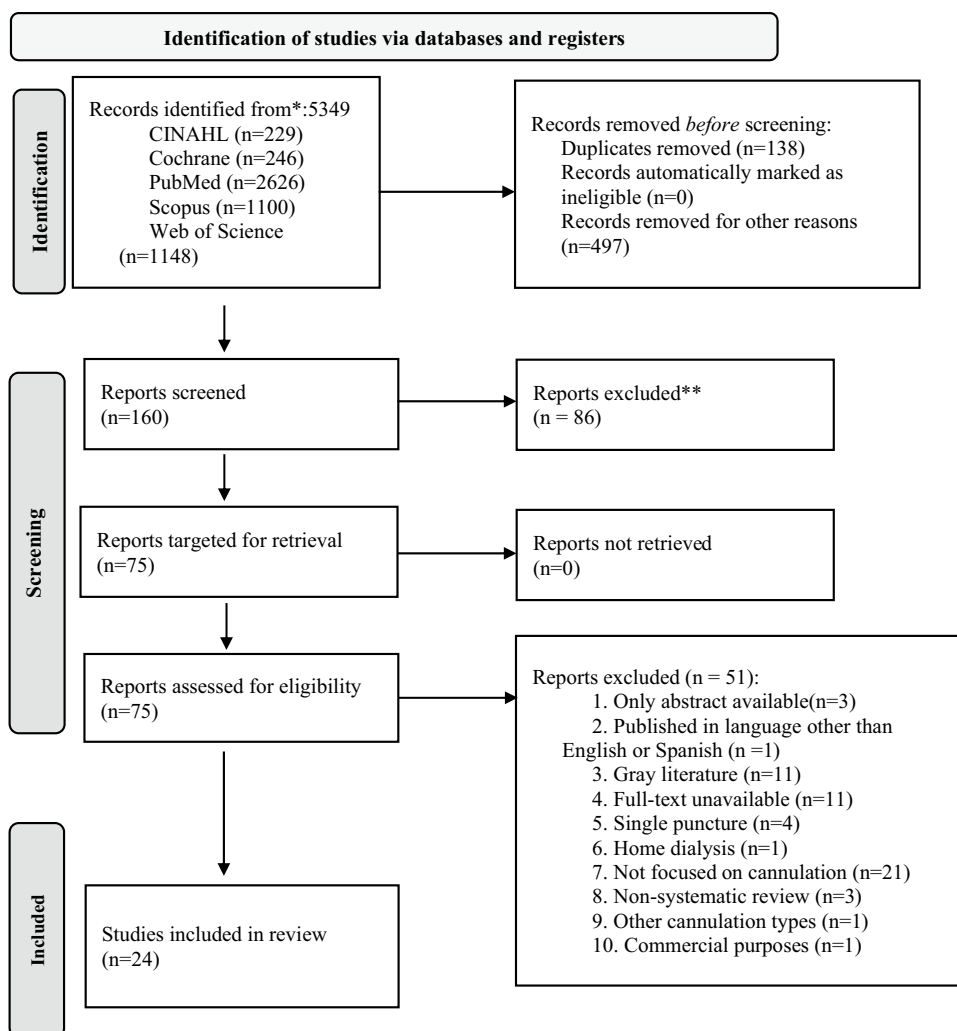 Identification of studies via databases and registers
Identification
Records identified from*:5349
CINAHL (n=229)
Cochrane (n=246)
PubMed (n=2626)
Scopus (n=1100)
Web of Science
(n=1148)
Records removed before screening:
Duplicates removed (n=138)
Records automatically marked as
ineligible (n=0)
Records removed for other reasons
(n=497)
Screening
Reports screened
(n=160)
Reports excluded**
(n = 86)
Reports targeted for retrieval
(n=75)
Reports not retrieved
(n=0)
Reports assessed for eligibility
(n=75)
Reports excluded (n = 51):
1. Only abstract available(n=3)
2. Published in language other than
English or Spanish (n =1)
3. Gray literature (n=11)
4. Full-text unavailable (n=11)
5. Single puncture (n=4)
6. Home dialysis (n=1)
7. Not focused on cannulation (n=21)
8. Non-systematic review (n=3)
9. Other cannulation types (n=1)
10. Commercial purposes (n=1)
Included
Studies included in review
(n=24)